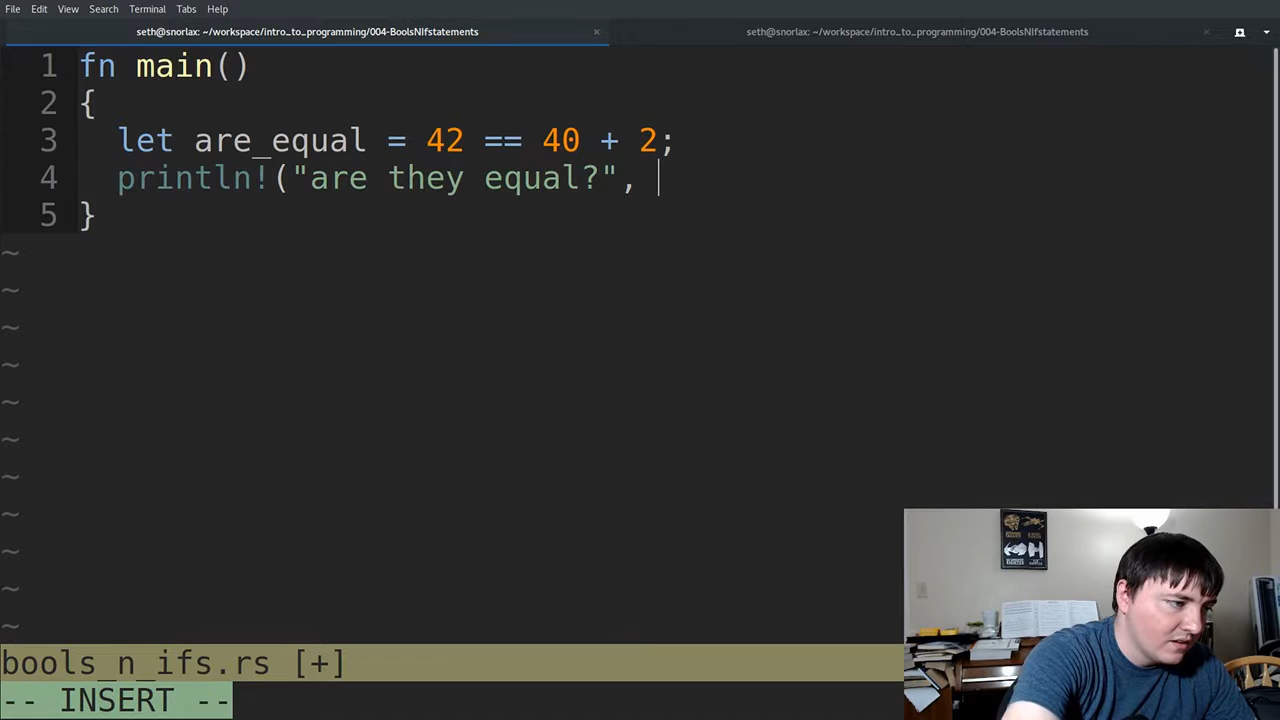 File Edit View Search Terminal Tabs Help
seth@snorlax: ~/workspace/intro_to_programming/004-BoolsNIfstatements × seth@snorlax: ~/workspace/intro_to_programming/004-BoolsNIfstatements ×
1 fn main()
2 {
3 let are_equal = 42 == 40 + 2;
4 println!("are they equal?",
5 }
~
~
~
~
~
~
~
~
~
~
~
bools_n_ifs.rs [+]
-- INSERT --